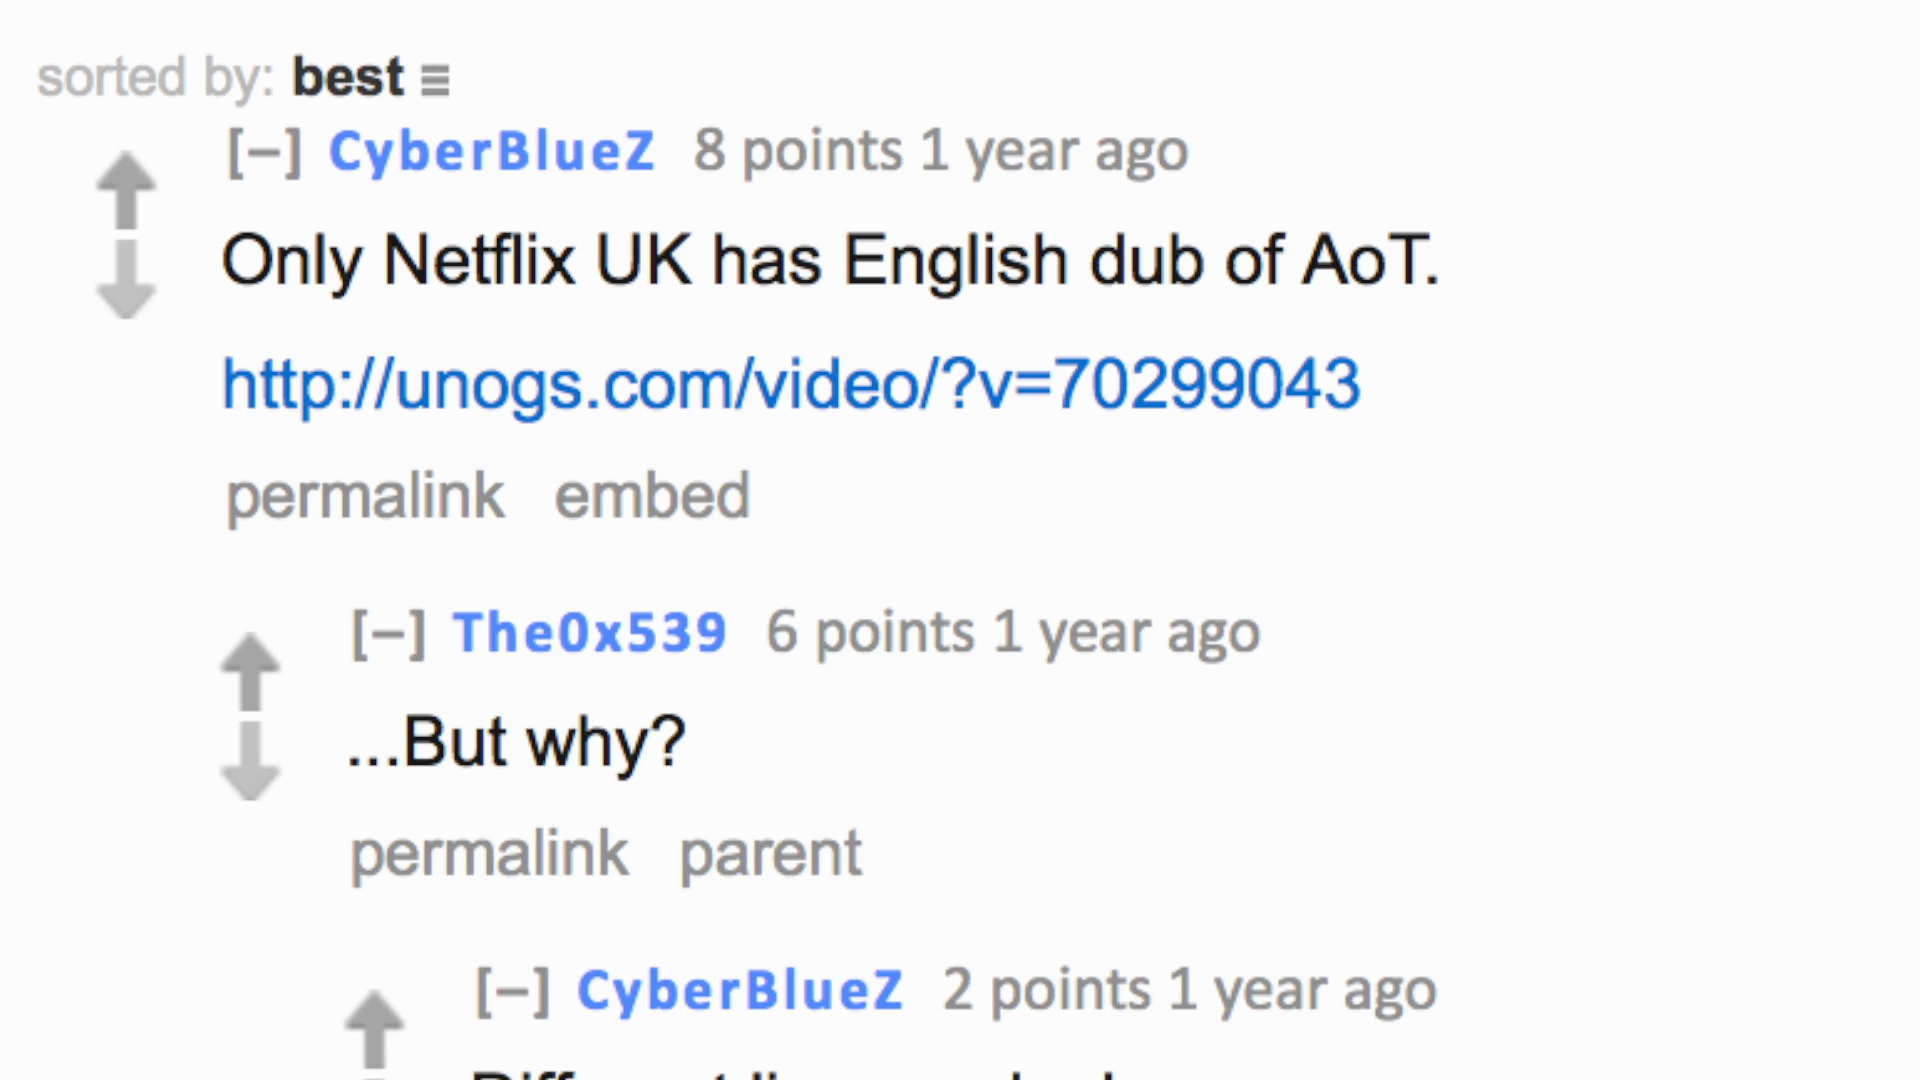 sorted by: best
[–] CyberBlueZ 8 points 1 year ago
Only Netflix UK has English dub of AoT.
http://unogs.com/video/?v=70299043
permalink embed
[–] The0x539 6 points 1 year ago
...But why?
permalink parent
[–] CyberBlueZ 2 points 1 year ago
Different